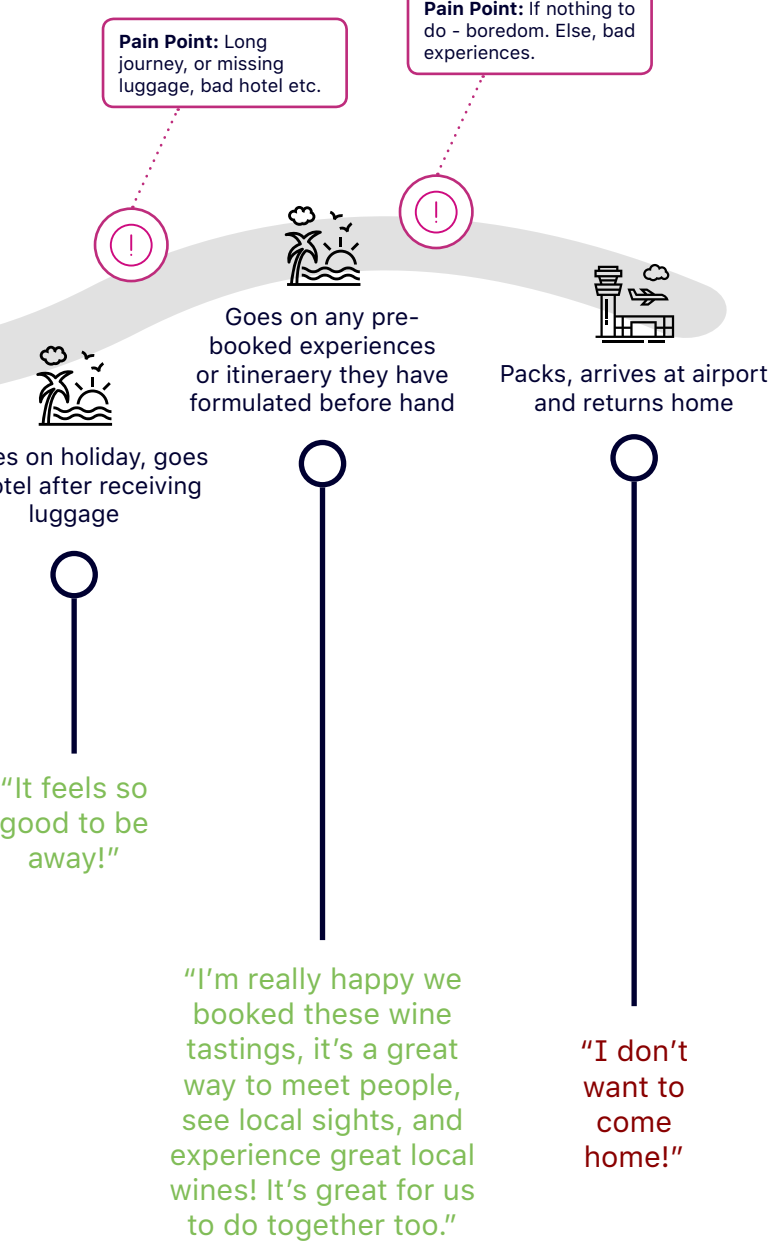 Pain Point: If nothing to
do - boredom. Else, bad
experiences.
Pain Point: Long
journey, or missing
luggage, bad hotel etc.
Goes on any pre-
booked experiences
or itineraery they have
formulated before hand
Packs, arrives at airport
and returns home
on holiday, goes
after receiving
luggage
“It feels so
good to be
away!”
“I’m really happy we
booked these wine
tastings, it’s a great
way to meet people,
see local sights, and
experience great local
wines! It’s great for us
to do together too.”
“I don’t
want to
come
home!”